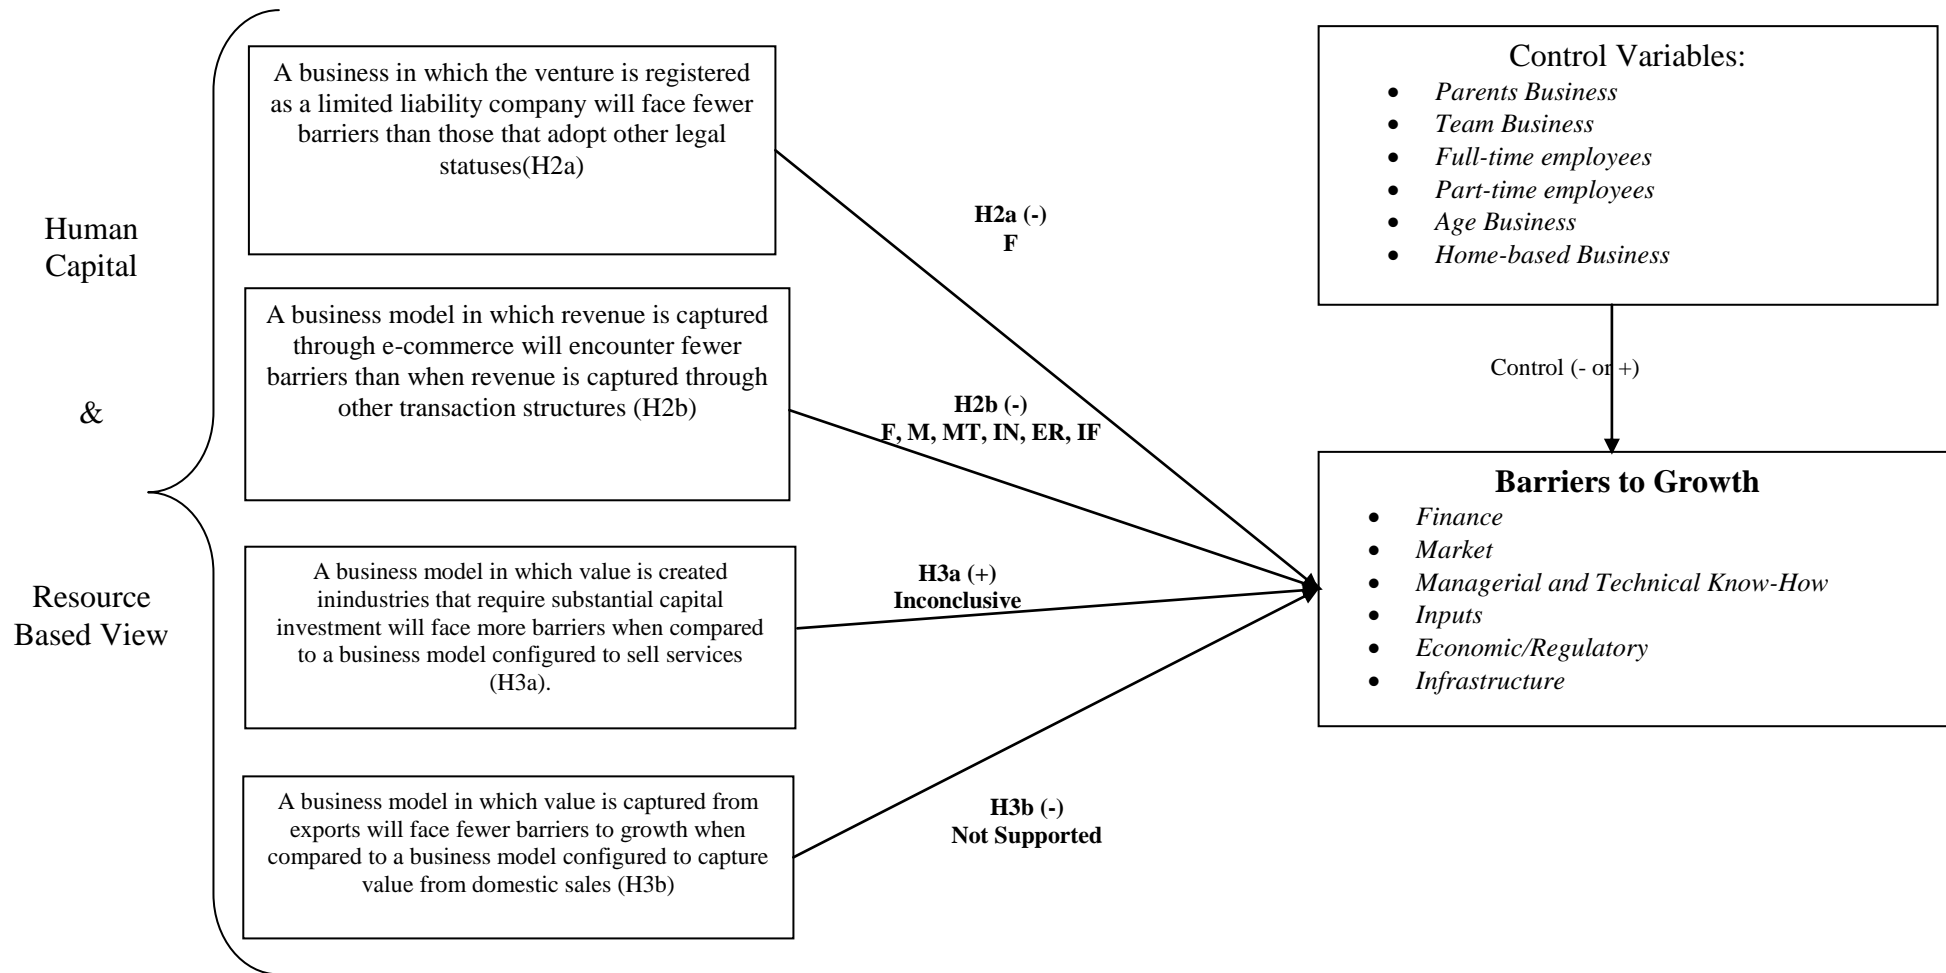 Human
Capital
&
Resource
Based View
A business in which the venture is registered
as a limited liability company will face fewer
barriers than those that adopt other legal
statuses(H2a)
A business model in which revenue is captured
through e-commerce will encounter fewer
barriers than when revenue is captured through
other transaction structures (H2b)
A business model in which value is created
inindustries that require substantial capital
investment will face more barriers when compared
to a business model configured to sell services
(H3a).
A business model in which value is captured from
exports will face fewer barriers to growth when
compared to a business model configured to capture
value from domestic sales (H3b)
H2a (-)
F
H2b (-)
F, M, MT, IN, ER, IF
H3a (+)
Inconclusive
H3b (-)
Not Supported
Control Variables:
• Parents Business
• Team Business
• Full-time employees
• Part-time employees
• Age Business
• Home-based Business
Control (- or +)
Barriers to Growth
• Finance
• Market
• Managerial and Technical Know-How
• Inputs
• Economic/Regulatory
• Infrastructure